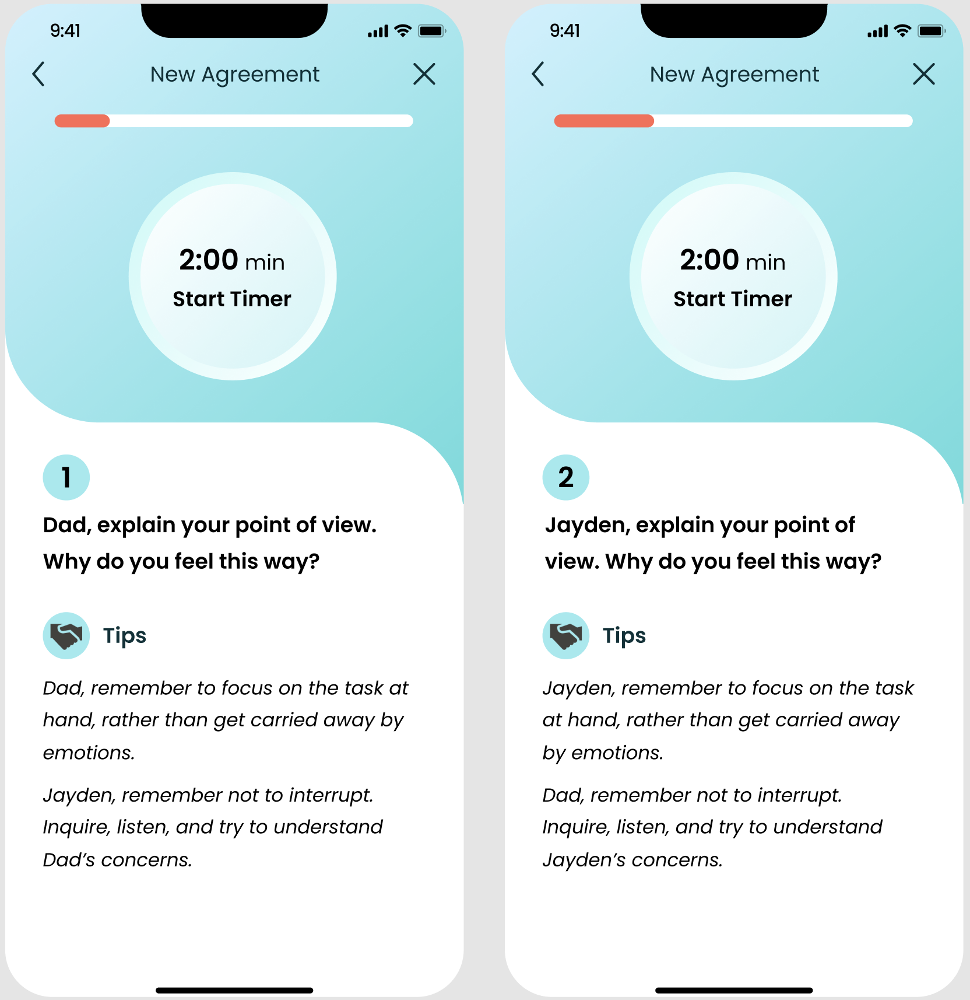 9:41
New Agreement
2:00 min
Start Timer
1
Dad, explain your point of view.
Why do you feel this way?
Tips
Dad, remember to focus on the task at
hand, rather than get carried away by
emotions.
Jayden, remember not to interrupt.
Inquire, listen, and try to understand
Dad’s concerns.
9:41
New Agreement
2:00 min
Start Timer
2
Jayden, explain your point of
view. Why do you feel this way?
Tips
Jayden, remember to focus on the task
at hand, rather than get carried away
by emotions.
Dad, remember not to interrupt.
Inquire, listen, and try to understand
Jayden’s concerns.